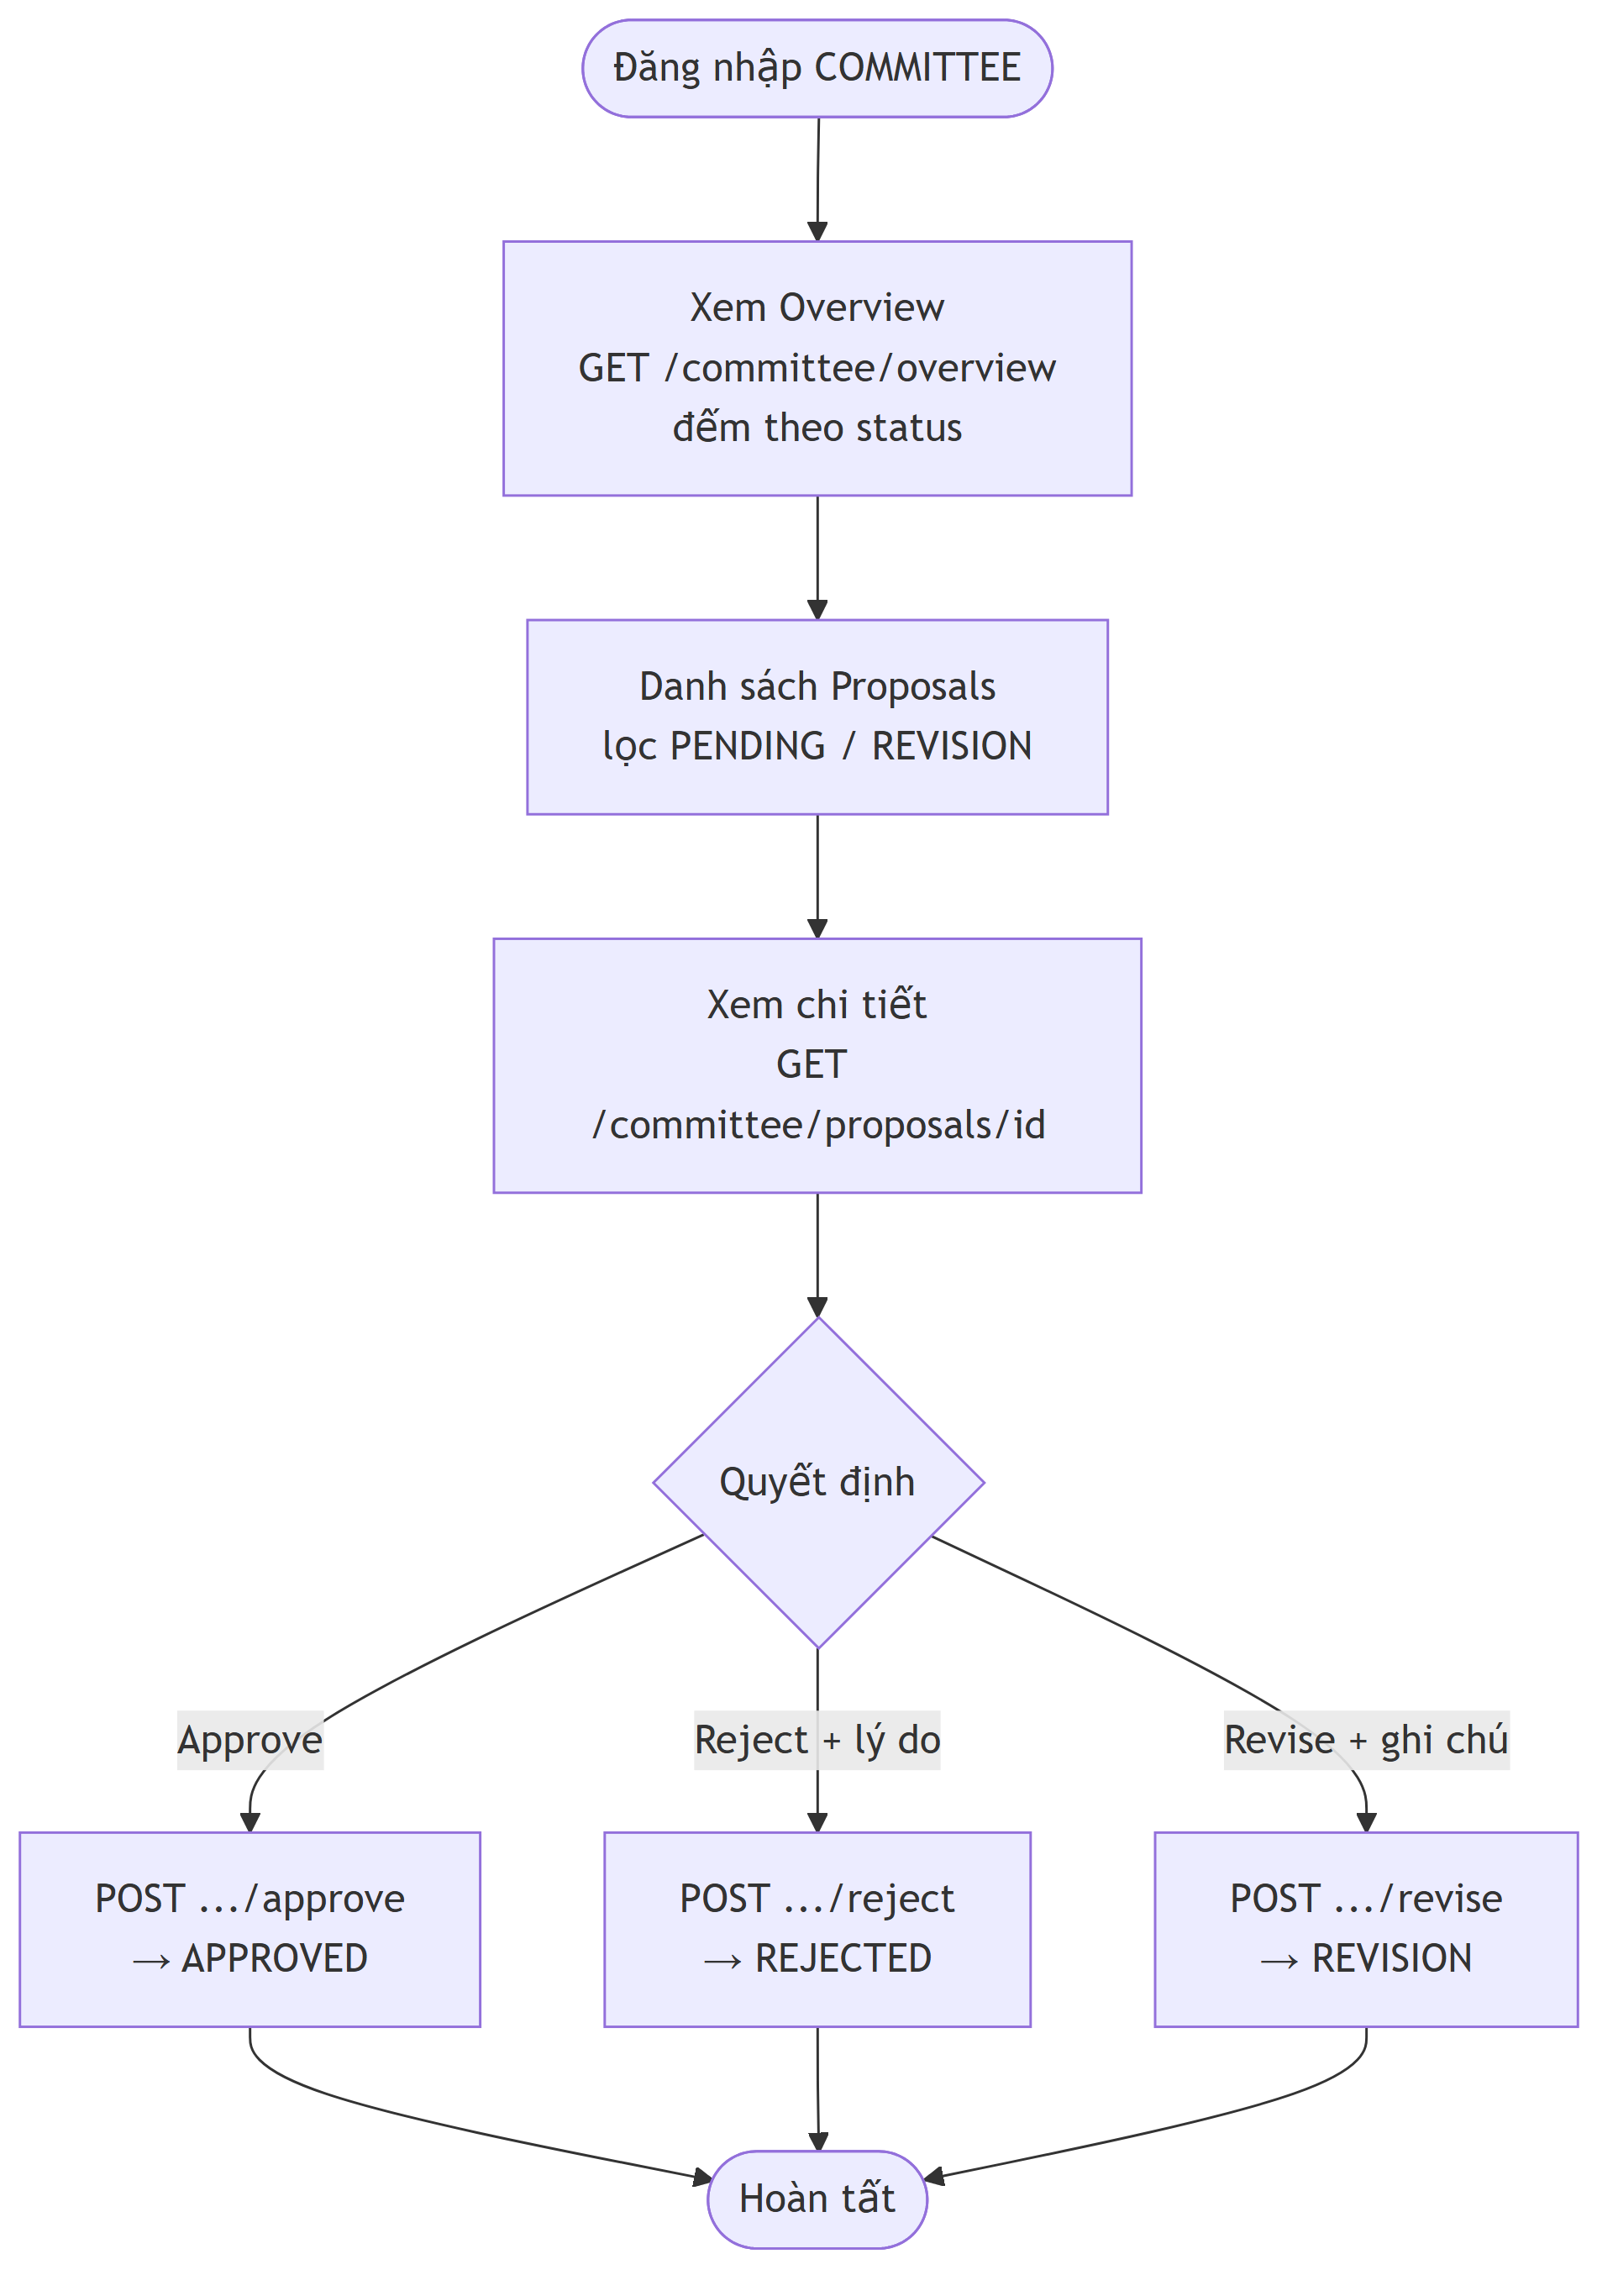 Đăng nhập COMMITTEE
Xem Overview
GET /committee/overview
đếm theo status
Danh sách Proposals
lọc PENDING / REVISION
Xem chi tiết
GET
/committee/proposals/id
Quyết định
Approve
Reject + lý do
Revise + ghi chú
POST .../approve
→ APPROVED
POST .../reject
→ REJECTED
POST .../revise
→ REVISION
Hoàn tất